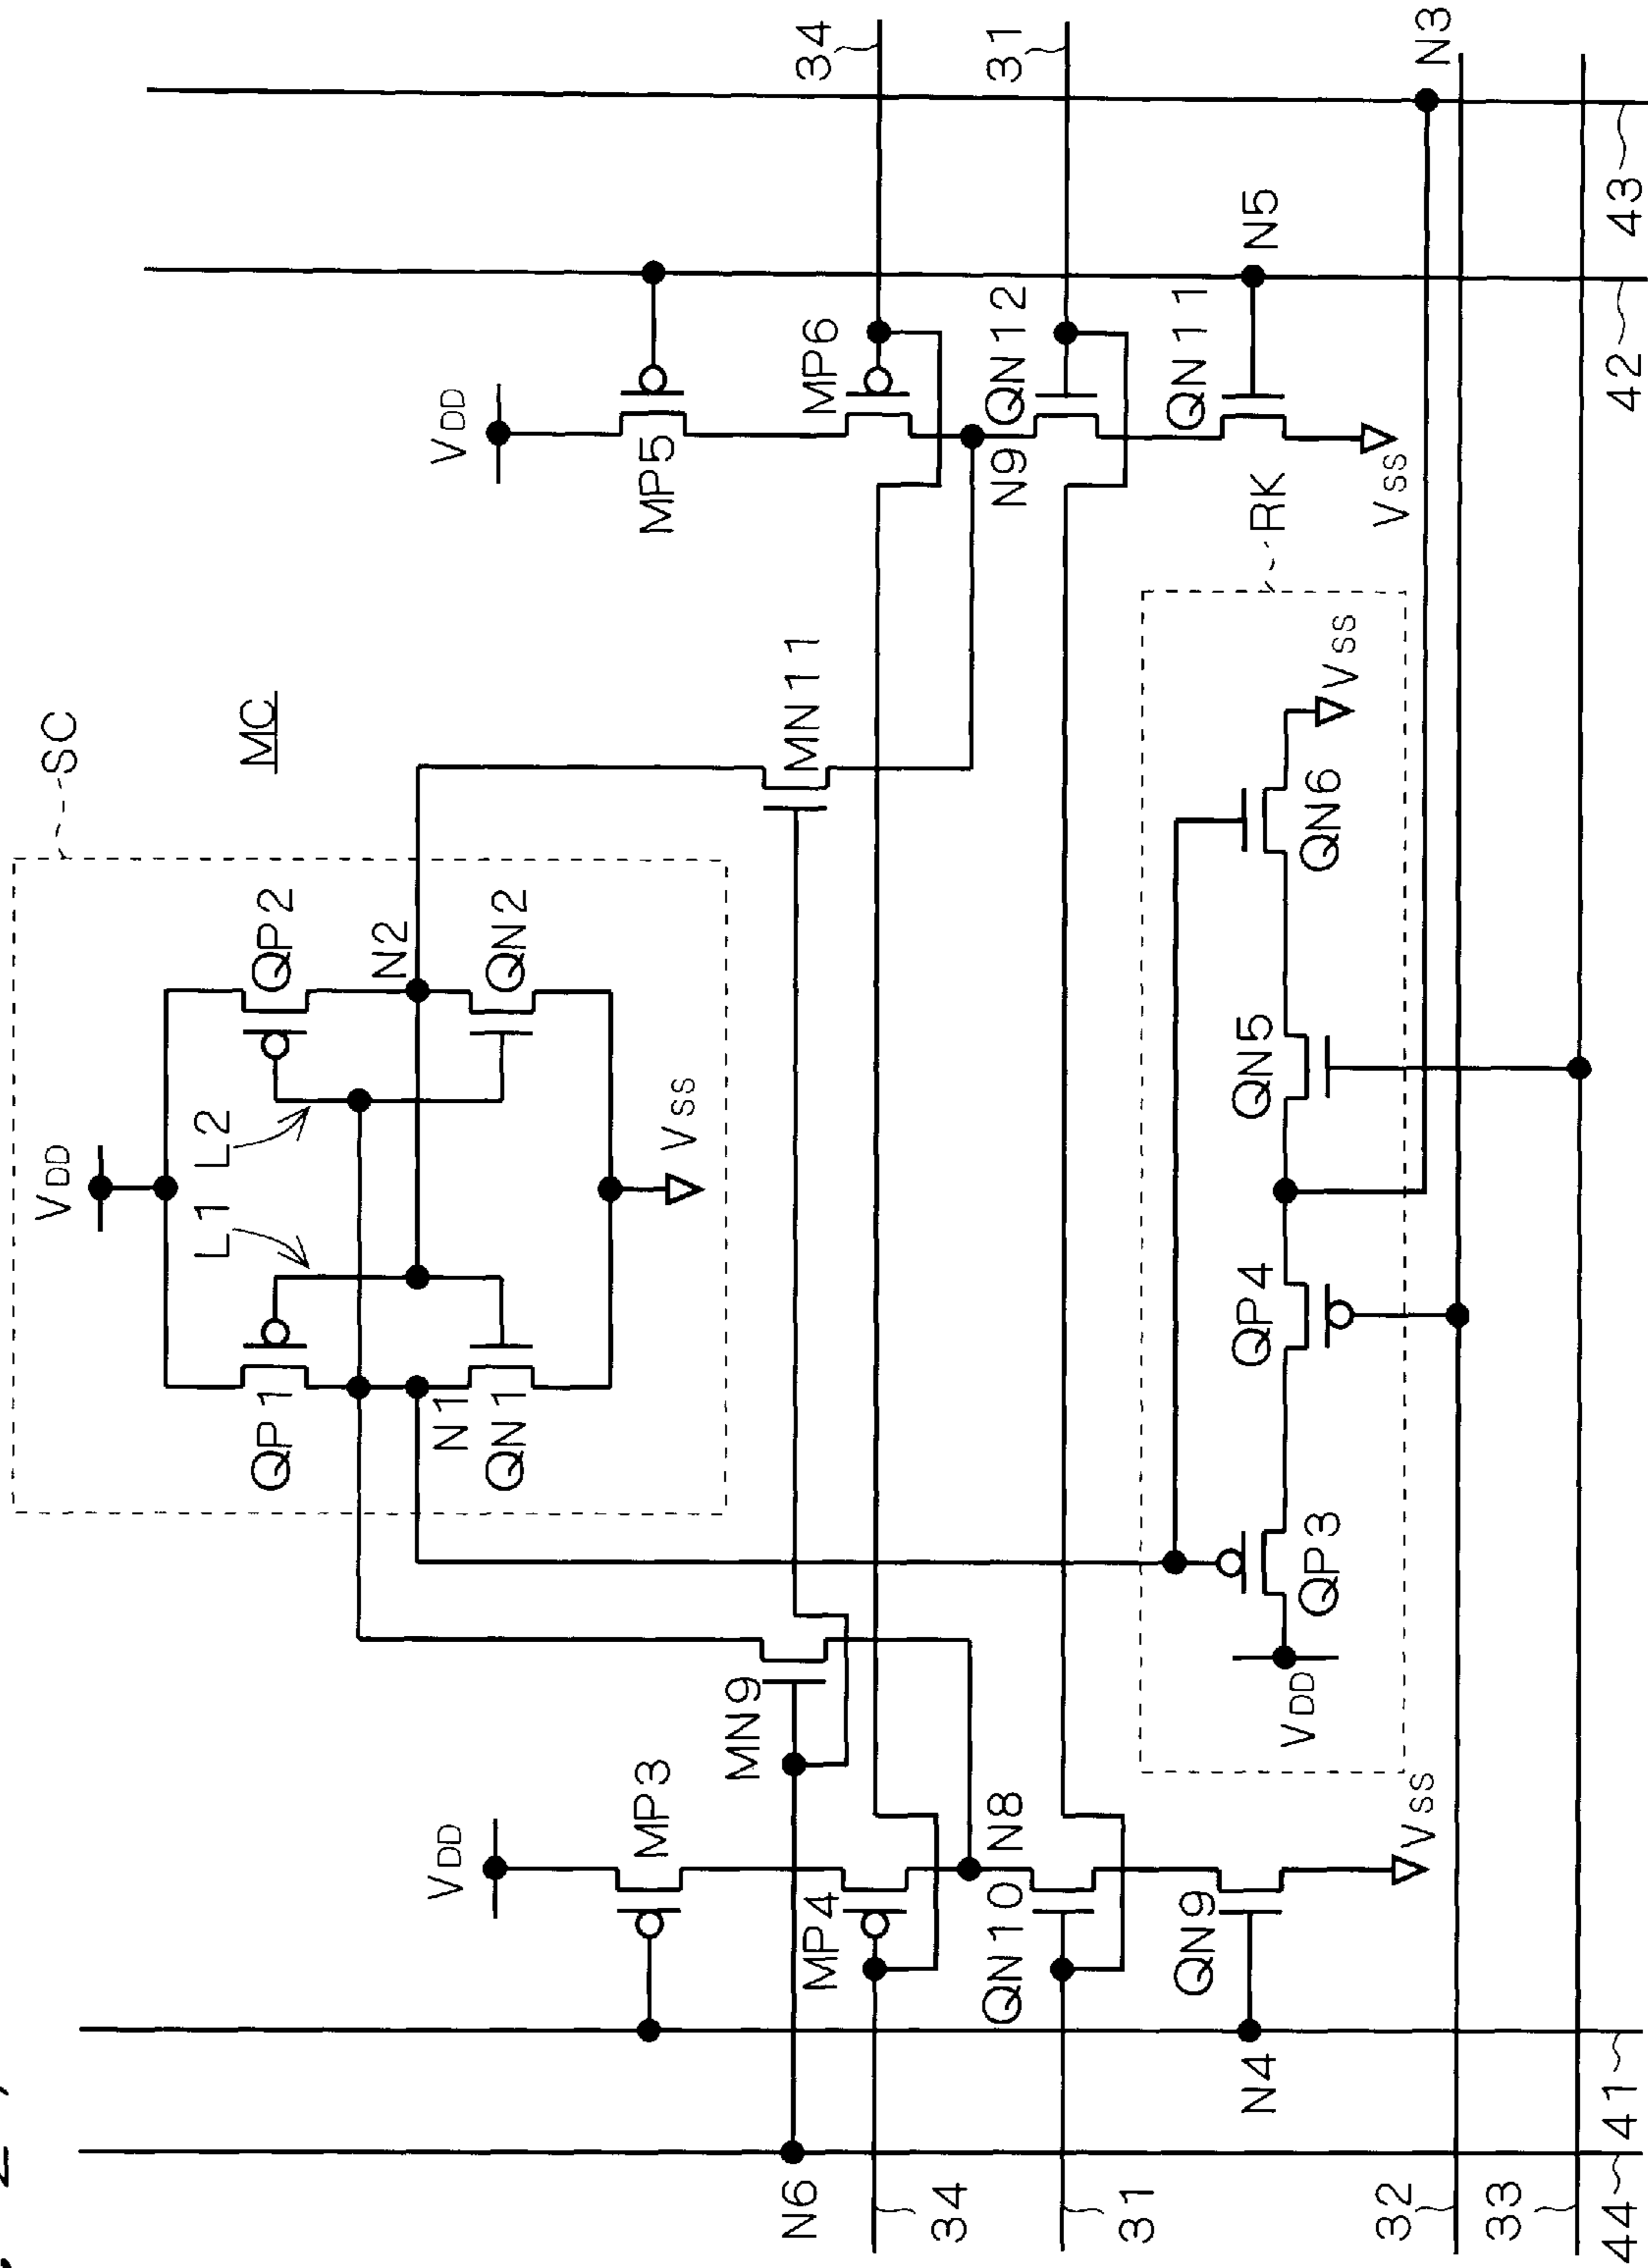 SC
MC
VDD
L1
L2
QP1
QP2
N1
N2
QN1
QN2
VSS
VDD
MP3
MN9
MN11
VDD
MP5
N6
MP4
MP6
34
34
N8
N9
QN10
QN12
31
31
N4
QN9
QN11
N5
VSS
VSS
RK
VDD
QP3
QP4
QN5
QN6
VSS
N3
32
33
44
41
42
43